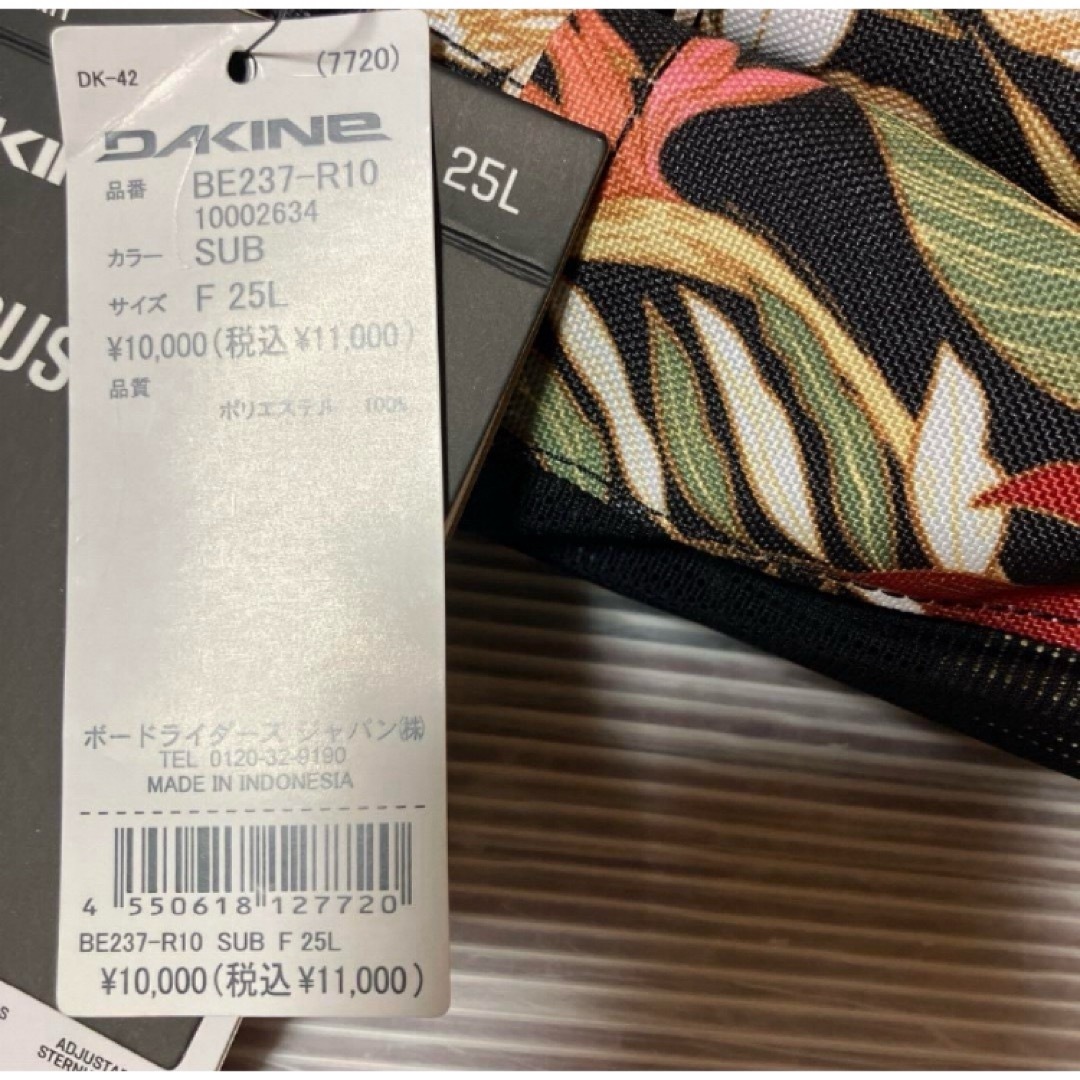 DK-42 (7720)
DAKINE
品番 BE237-R10
10002634
カラー SUB
サイズ F 25L
¥10,000(税込 ¥11,000)
品質
ポリエステル 100%
ボードライダーズ ジャパン㈱
TEL 0120-32-9190
MADE IN INDONESIA
4 550618 127720
BE237-R10 SUB F 25L
¥10,000(税込 ¥11,000)
25L
US
ADJUSTA
STERN